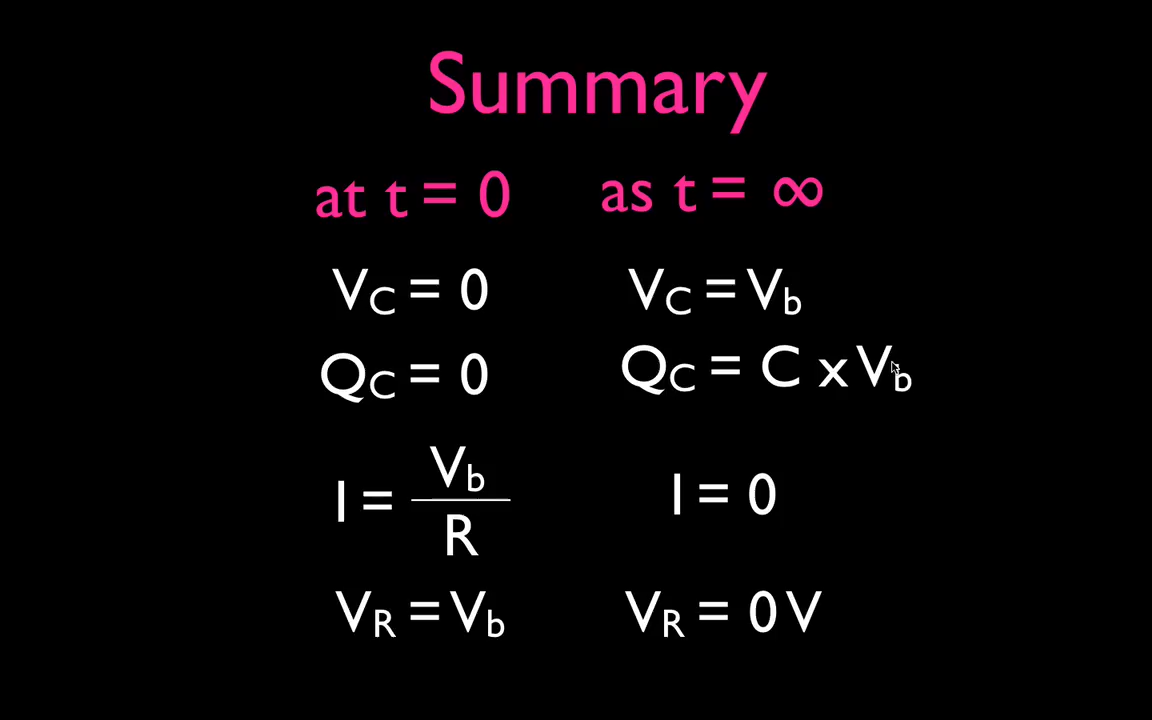 Summary
at t = 0 as t = ∞
VC = 0 VC = Vb
QC = 0 QC = C x Vb
I = Vb / R I = 0
VR = Vb VR = 0 V